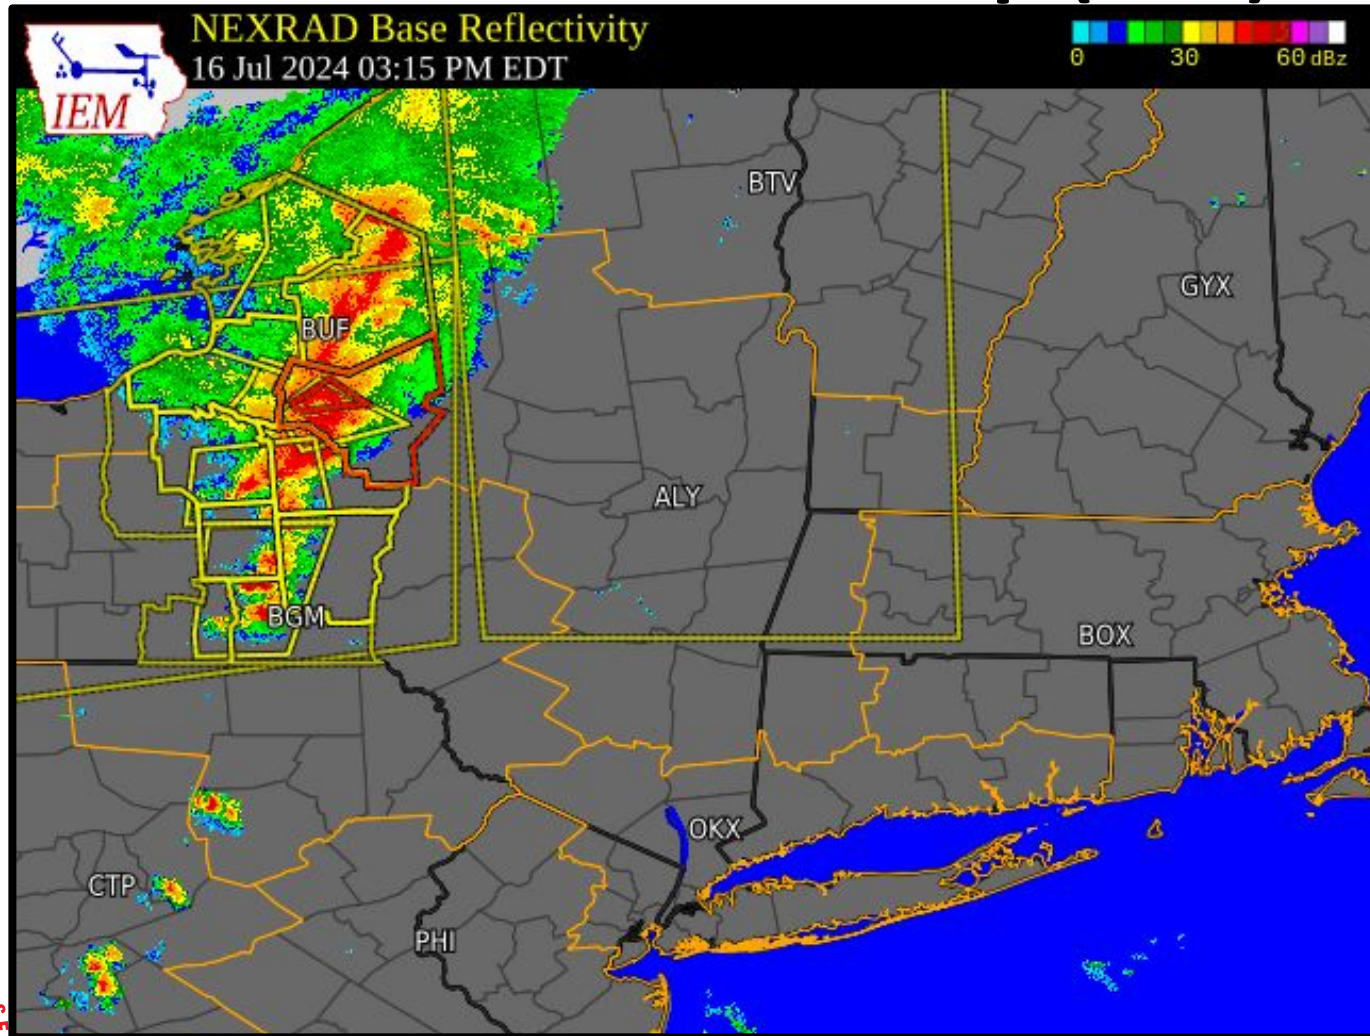 NEXRAD Base Reflectivity
16 Jul 2024 03:15 PM EDT
IEM
0 30 60 dBz
BTV
GYX
BUF
ALY
BGM
BOX
OKX
CTP
PHI